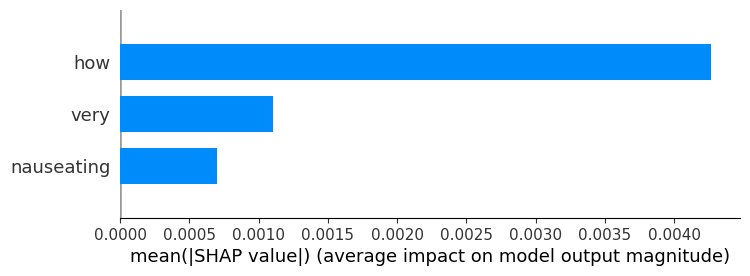 how
very
nauseating
0.0000 0.0005 0.0010 0.0015 0.0020 0.0025 0.0030 0.0035 0.0040
mean(|SHAP value|) (average impact on model output magnitude)